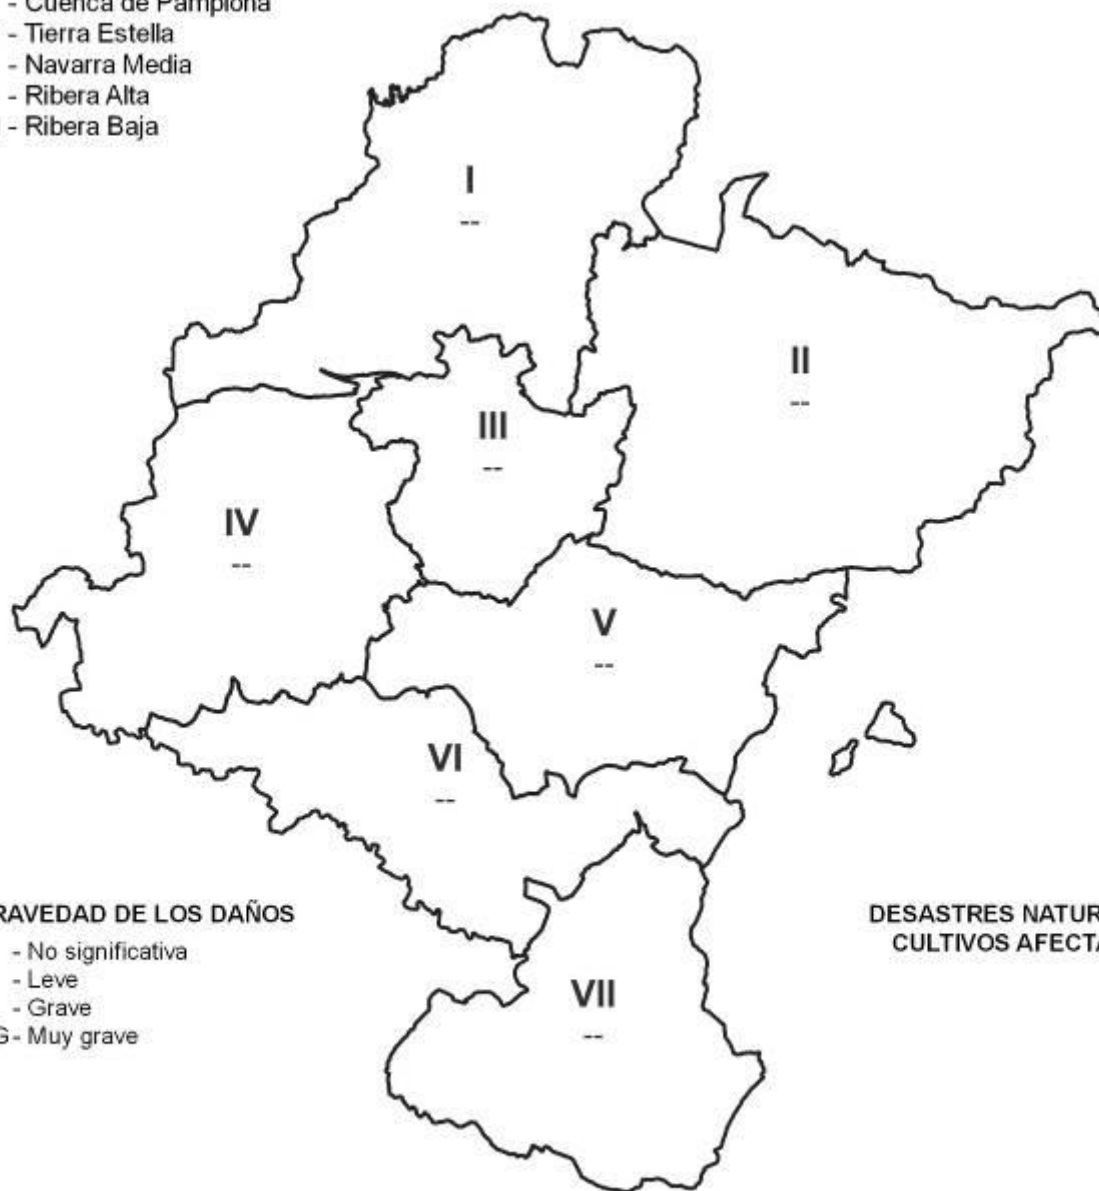 - Cuenca de Pamplona
- Tierra Estella
- Navarra Media
- Ribera Alta
- Ribera Baja
I
--
II
--
III
--
IV
--
V
--
VI
--
VII
--
RAVEDAD DE LOS DAÑOS
- No significativa
- Leve
- Grave
G- Muy grave
DESASTRES NATUR
CULTIVOS AFECTA